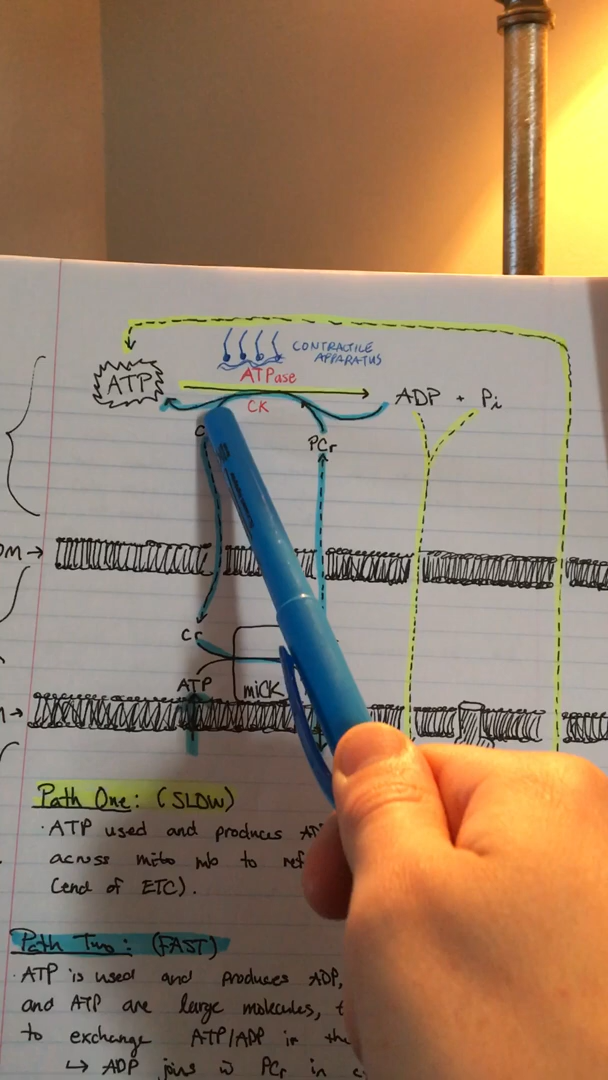 CONTRACTILE
APPARATUS
ATPase
ATP
ADP + Pi
CK
C
PCr
OM →
Cr
ATP
miCK
→
Path One: (SLOW)
· ATP used and produces
across mito mb to
(end of ETC).
Path Two: (FAST)
· ATP is used and produces ADP,
and ATP are large molecules,
to exchange ATP/ADP in the
↳ ADP joins w PCr in